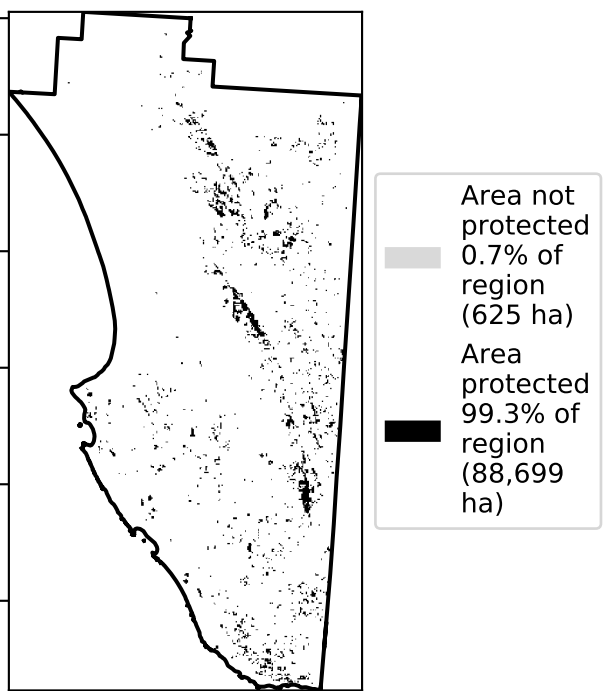 Area not
protected
0.7% of
region
(625 ha)
Area
protected
99.3% of
region
(88,699
ha)